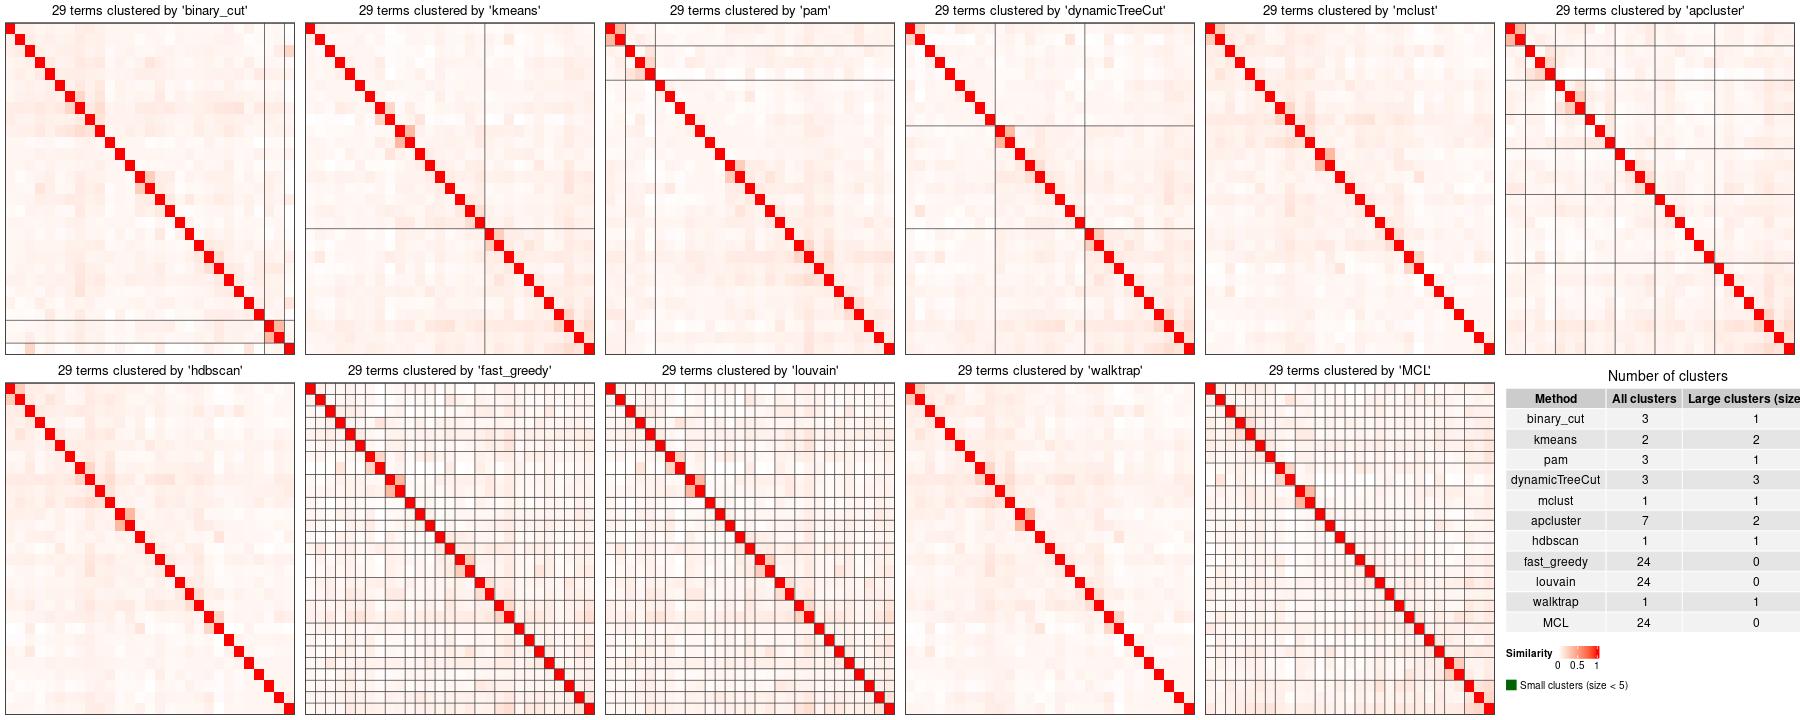 29 terms clustered by 'binary_cut'
29 terms clustered by 'kmeans'
29 terms clustered by 'pam'
29 terms clustered by 'dynamicTreeCut'
29 terms clustered by 'mclust'
29 terms clustered by 'apcluster'
29 terms clustered by 'hdbscan'
29 terms clustered by 'fast_greedy'
29 terms clustered by 'louvain'
29 terms clustered by 'walktrap'
29 terms clustered by 'MCL'
Number of clusters
Method All clusters Large clusters (size
binary_cut 3 1
kmeans 2 2
pam 3 1
dynamicTreeCut 3 3
mclust 1 1
apcluster 7 2
hdbscan 1 1
fast_greedy 24 0
louvain 24 0
walktrap 1 1
MCL 24 0
Similarity
0 0.5 1
Small clusters (size < 5)